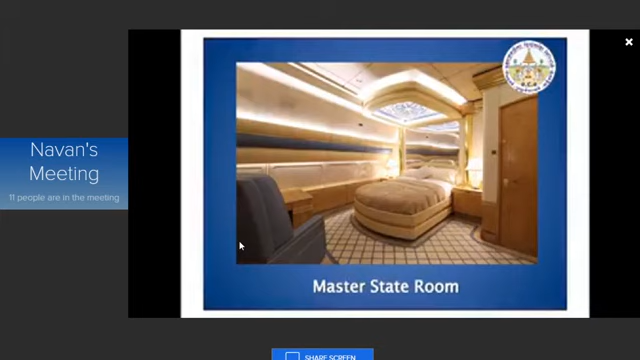 Navan's
Meeting
11 people are in the meeting
Master State Room
SHARE SCREEN